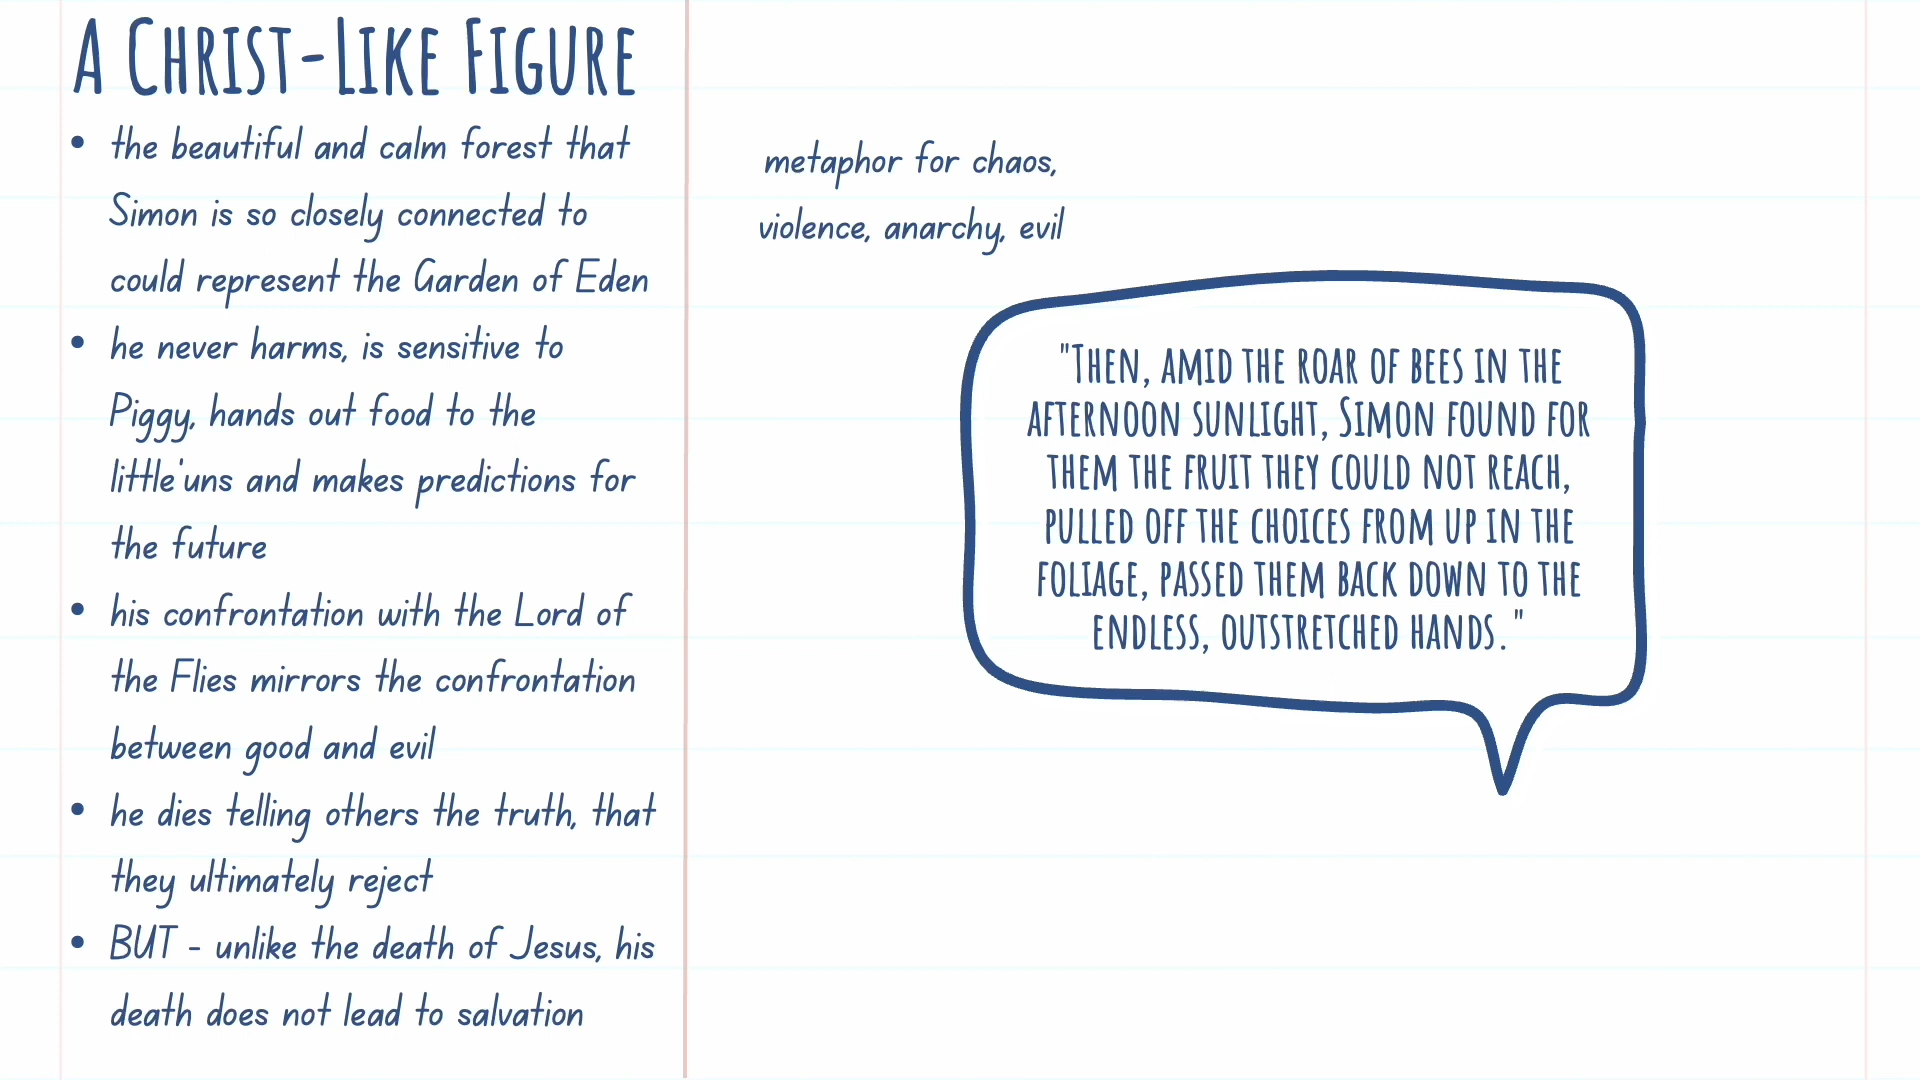 A Christ-Like Figure
• the beautiful and calm forest that
Simon is so closely connected to
could represent the Garden of Eden
• he never harms, is sensitive to
Piggy, hands out food to the
little'uns and makes predictions for
the future
• his confrontation with the Lord of
the Flies mirrors the confrontation
between good and evil
• he dies telling others the truth, that
they ultimately reject
• BUT - unlike the death of Jesus, his
death does not lead to salvation
metaphor for chaos,
violence, anarchy, evil
"Then, amid the roar of bees in the
afternoon sunlight, Simon found for
them the fruit they could not reach,
pulled off the choices from up in the
foliage, passed them back down to the
endless, outstretched hands. "